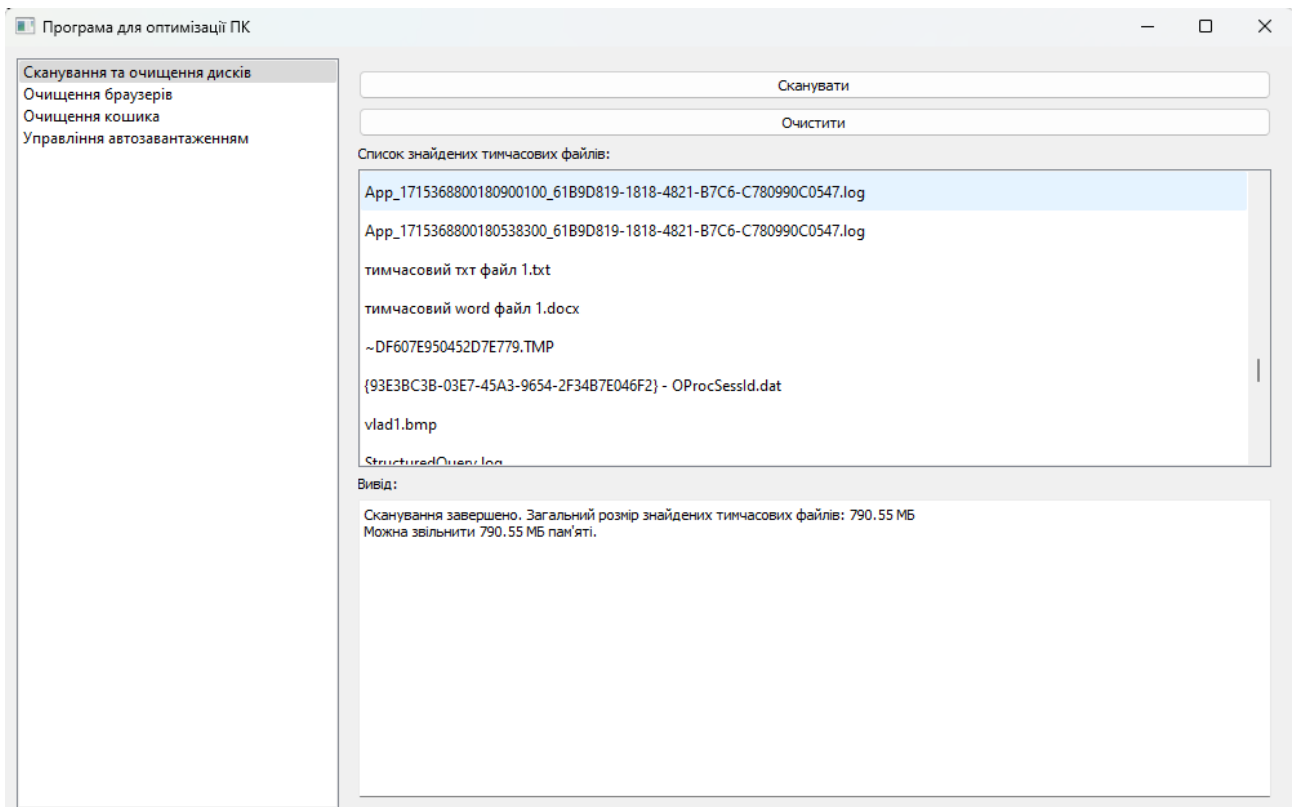 Програма для оптимізації ПК
Сканування та очищення дисків
Очищення браузерів
Очищення кошика
Управління автозавантаженням
Сканувати
Очистити
Список знайдених тимчасових файлів:
App_1715368800180900100_61B9D819-1818-4821-B7C6-C780990C0547.log
App_1715368800180538300_61B9D819-1818-4821-B7C6-C780990C0547.log
тимчасовий тхт файл 1.txt
тимчасовий word файл 1.docx
~DF607E950452D7E779.TMP
{93E3BC3B-03E7-45A3-9654-2F34B7E046F2} - OProcSessId.dat
vlad1.bmp
StructuredQuery.log
Вивід:
Сканування завершено. Загальний розмір знайдених тимчасових файлів: 790.55 МБ
Можна звільнити 790.55 МБ пам'яті.